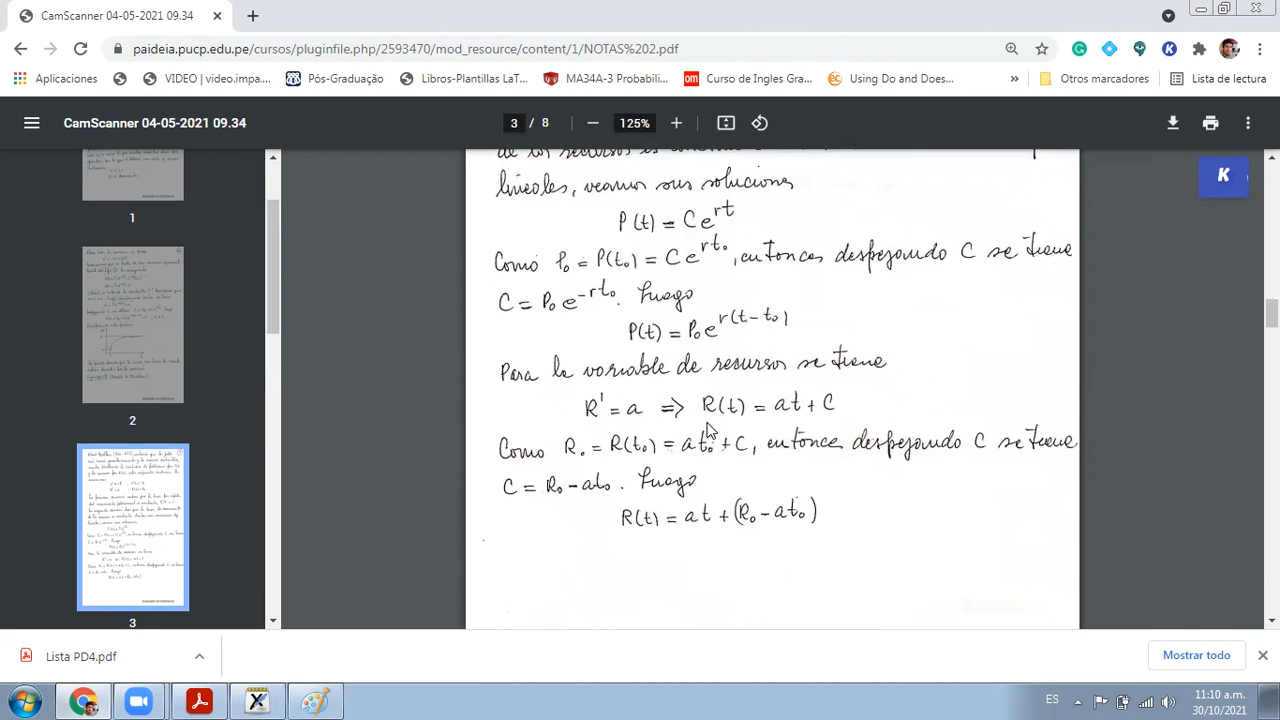 CamScanner 04-05-2021 09.34
paideia.pucp.edu.pe/cursos/pluginfile.php/2593470/mod_resource/content/1/NOTAS%202.pdf
Aplicaciones
VIDEO | video.impa...
Pós-Graduação
Libros-Plantillas LaT...
MA34A-3 Probabili...
om Curso de Ingles Gra...
Using Do and Does...
»
Otros marcadores
Lista de lectura
CamScanner 04-05-2021 09.34
3 / 8
125%
1
2
3
K
lineales, veamos sus soluciones
P(t) = C e^{rt}
Como P₀ = P(t₀) = C e^{rt₀}, entonces despejando C se tiene
C = P₀ e^{-rt₀}. Luego
P(t) = P₀ e^{r(t-t₀)}
Para la variable de recursos se tiene
R' = a ⇒ R(t) = at + C
Como R₀ = R(t₀) = at₀ + C, entonces despejando C se tiene
C = R₀ - at₀. Luego
R(t) = at + (R₀ - at₀)
Lista PD4.pdf
Mostrar todo
ES
11:10 a.m.
30/10/2021